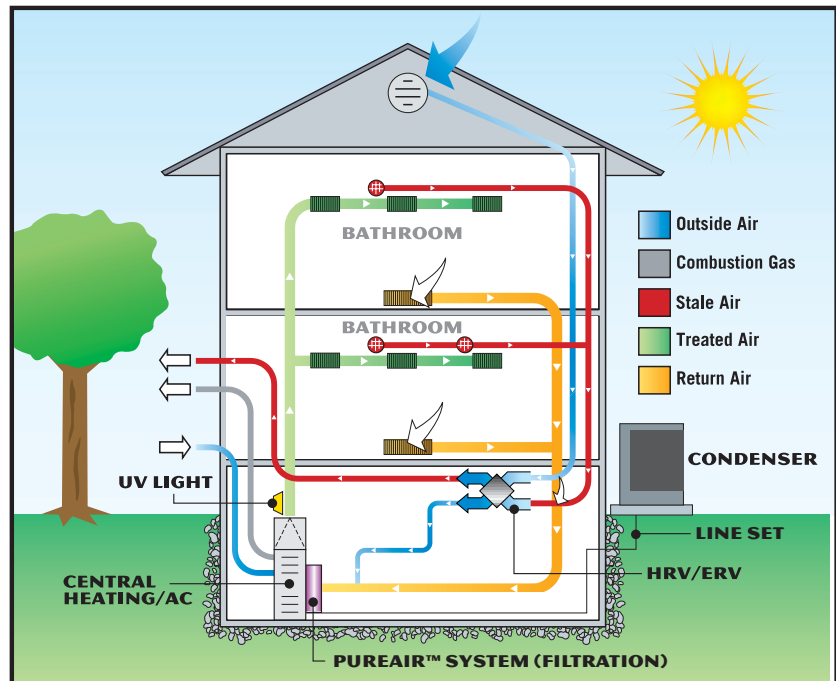 BATHROOM
BATHROOM
Outside Air
Combustion Gas
Stale Air
Treated Air
Return Air
CONDENSER
UV LIGHT
LINE SET
HRV/ERV
CENTRAL
HEATING/AC
PUREAIR™ SYSTEM (FILTRATION)